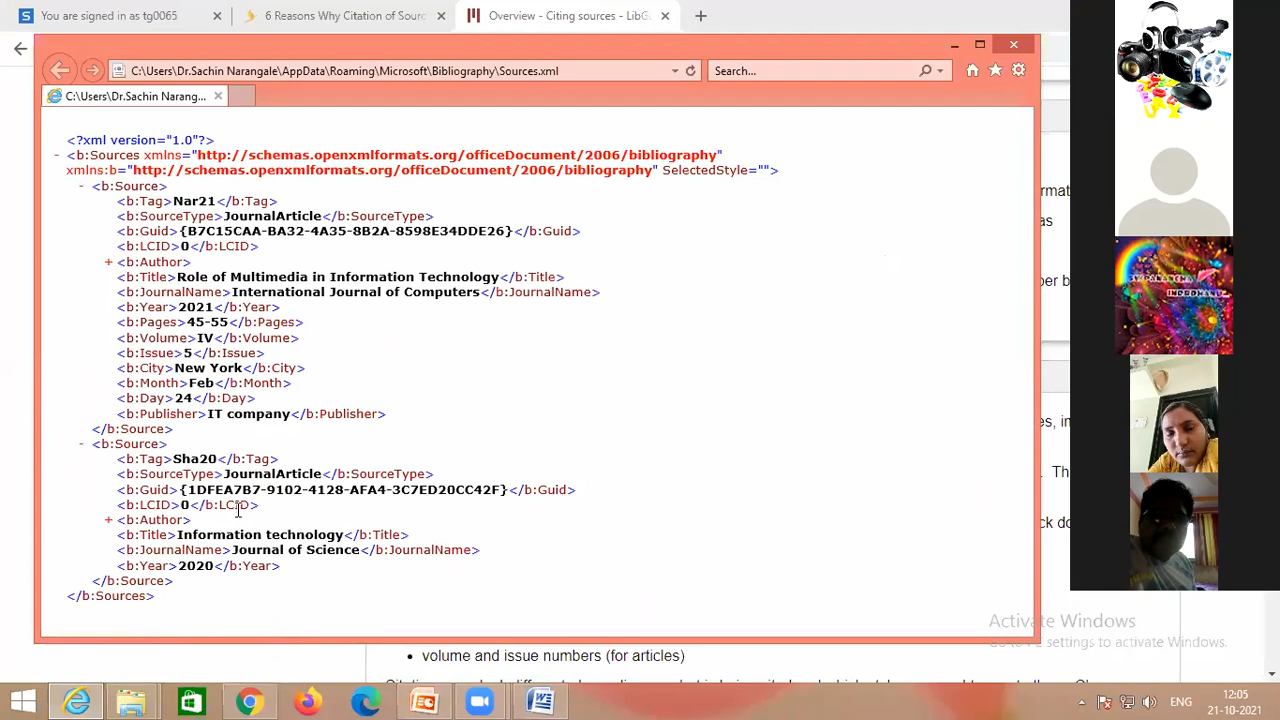 You are signed in as tg0065
6 Reasons Why Citation of Sour
Overview - Citing sources - LibG
C:\Users\Dr.Sachin Narangale\AppData\Roaming\Microsoft\Bibliography\Sources.xml
Search...
C:\Users\Dr.Sachin Narang...
<?xml version="1.0"?>
- <b:Sources xmlns="http://schemas.openxmlformats.org/officeDocument/2006/bibliography"
xmlns:b="http://schemas.openxmlformats.org/officeDocument/2006/bibliography" SelectedStyle="">
- <b:Source>
<b:Tag>Nar21</b:Tag>
<b:SourceType>JournalArticle</b:SourceType>
<b:Guid>{B7C15CAA-BA32-4A35-8B2A-8598E34DDE26}</b:Guid>
<b:LCID>0</b:LCID>
+ <b:Author>
<b:Title>Role of Multimedia in Information Technology</b:Title>
<b:JournalName>International Journal of Computers</b:JournalName>
<b:Year>2021</b:Year>
<b:Pages>45-55</b:Pages>
<b:Volume>IV</b:Volume>
<b:Issue>5</b:Issue>
<b:City>New York</b:City>
<b:Month>Feb</b:Month>
<b:Day>24</b:Day>
<b:Publisher>IT company</b:Publisher>
</b:Source>
- <b:Source>
<b:Tag>Sha20</b:Tag>
<b:SourceType>JournalArticle</b:SourceType>
<b:Guid>{1DFEA7B7-9102-4128-AFA4-3C7ED20CC42F}</b:Guid>
<b:LCID>0</b:LCID>
+ <b:Author>
<b:Title>Information technology</b:Title>
<b:JournalName>Journal of Science</b:JournalName>
<b:Year>2020</b:Year>
</b:Source>
</b:Sources>
Activate Windows
settings to activate Windows.
• volume and issue numbers (for articles)
ENG
12:05
21-10-2021